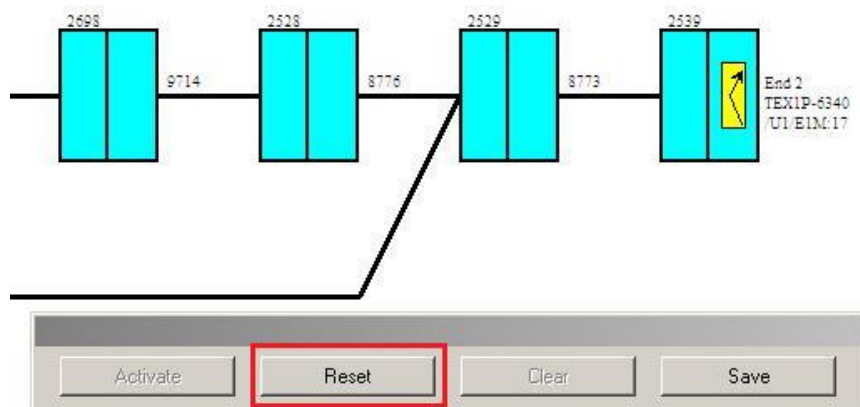 2698
2528
2529
2539
9714
8776
8773
End 2
TEX1P-6340
/U1/E1M:17
Activate
Reset
Clear
Save